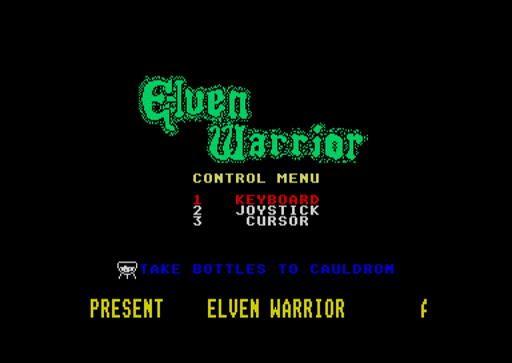 Elven
Warrior
CONTROL MENU
1 KEYBOARD
2 JOYSTICK
3 CURSOR
TAKE BOTTLES TO CAULDRON
PRESENT ELVEN WARRIOR